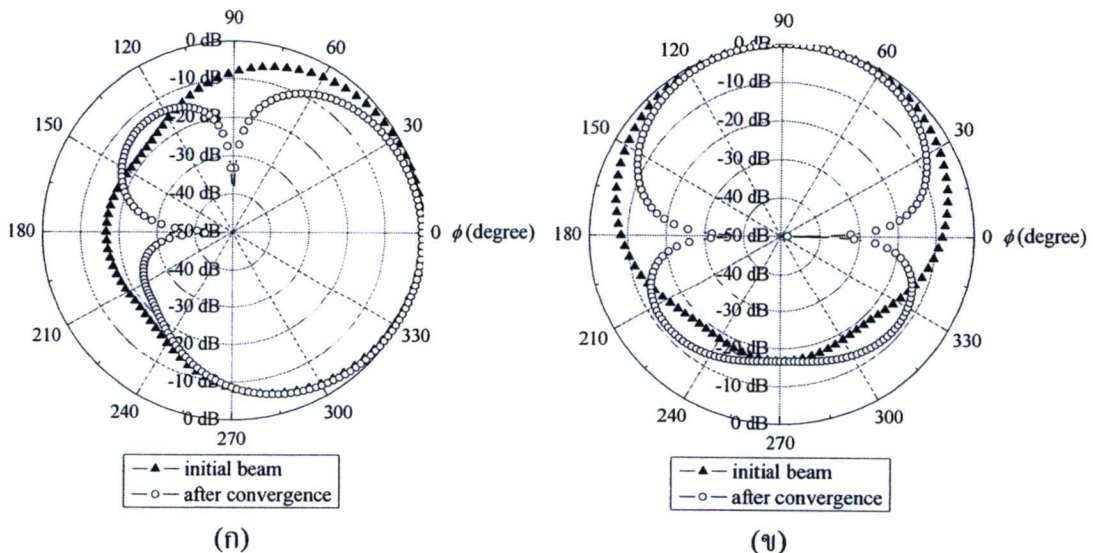 90
120
60
150
30
180
0 ϕ (degree)
210
330
240
300
270
0 dB
-10 dB
-20 dB
-30 dB
-40 dB
-50 dB
-40 dB
-30 dB
-20 dB
-10 dB
0 dB
initial beam
after convergence
(ก)
90
120
60
150
30
180
0 ϕ (degree)
210
330
240
300
270
0 dB
-10 dB
-20 dB
-30 dB
-40 dB
-50 dB
-40 dB
-30 dB
-20 dB
-10 dB
0 dB
initial beam
after convergence
(ข)